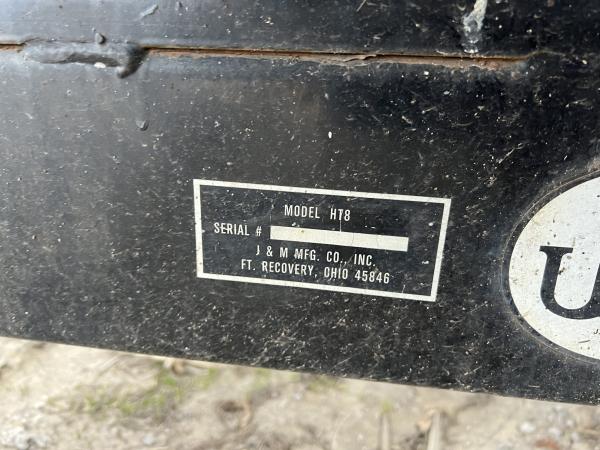 MODEL HT8
SERIAL #
J & M MFG. CO., INC.
FT. RECOVERY, OHIO 45846
U